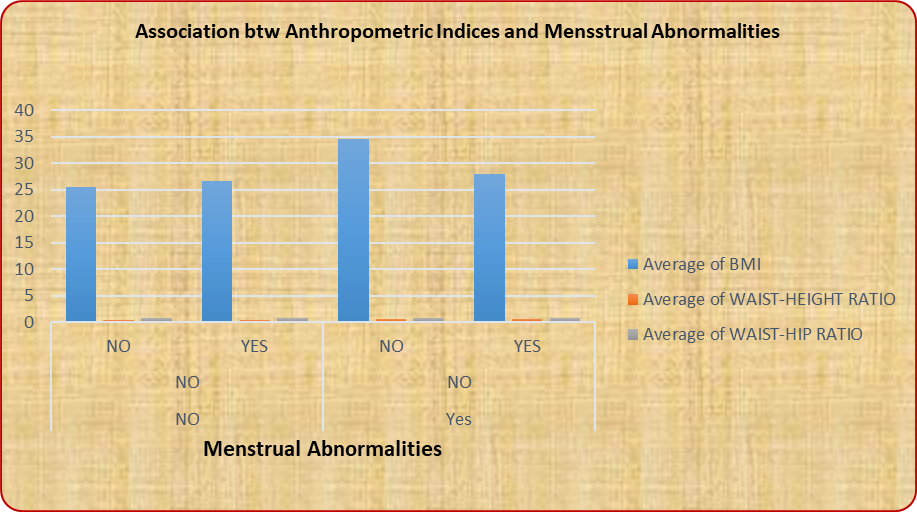 Association btw Anthropometric Indices and Mensstrual Abnormalities
40
35
30
25
20
15
10
5
0
NO YES NO YES
NO NO
NO Yes
Menstrual Abnormalities
Average of BMI
Average of WAIST-HEIGHT RATIO
Average of WAIST-HIP RATIO